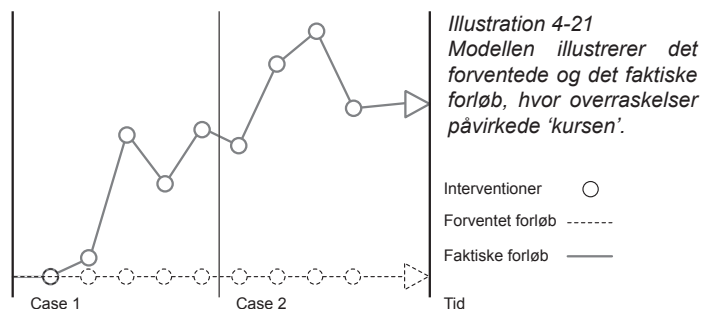 Illustration 4-21
Modellen illustrerer det
forventede og det faktiske
forløb, hvor overraskelser
påvirkede ‘kursen’.
Interventioner
Forventet forløb
Faktiske forløb
Case 1
Case 2
Tid